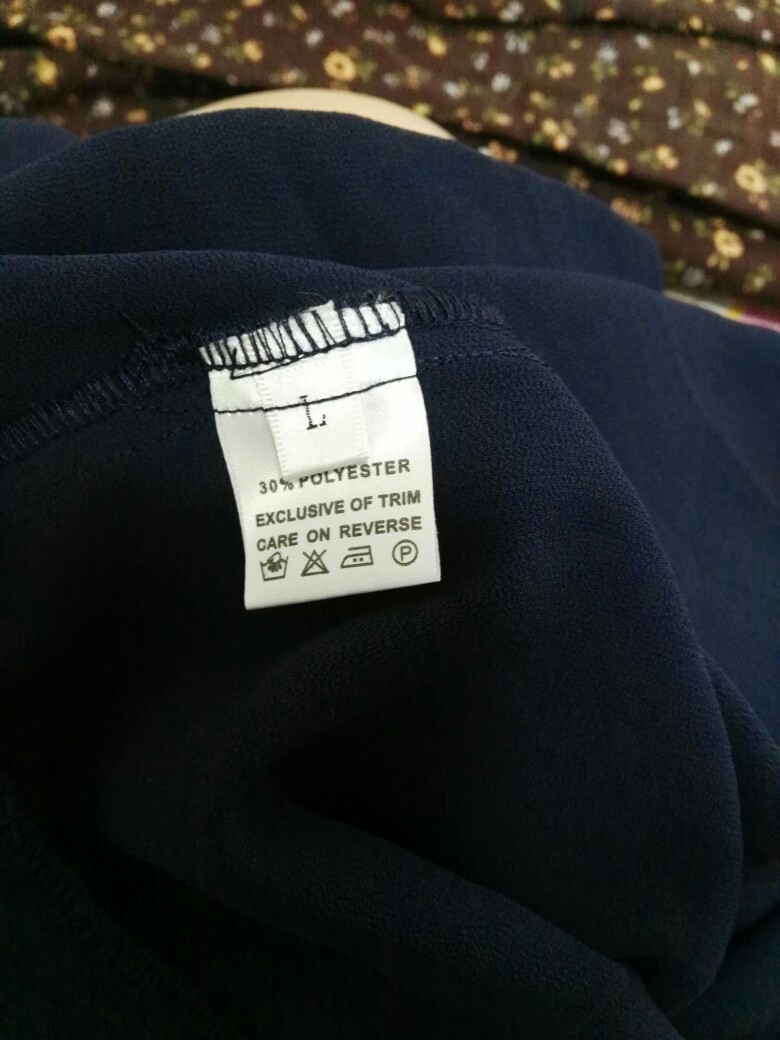 L
30% POLYESTER
EXCLUSIVE OF TRIM
CARE ON REVERSE
P